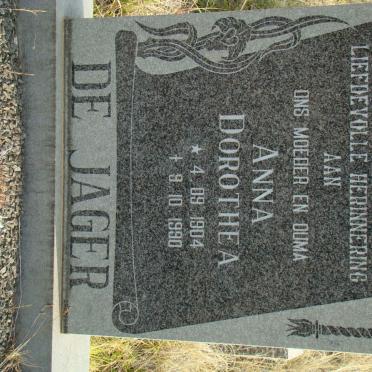 LIEFDEVOLLE HERINNERING
AAN
ONS MOEDER EN OUMA
ANNA
DOROTHEA
★ 4·09·1904
✝ 9·10·1990
DE JAGER